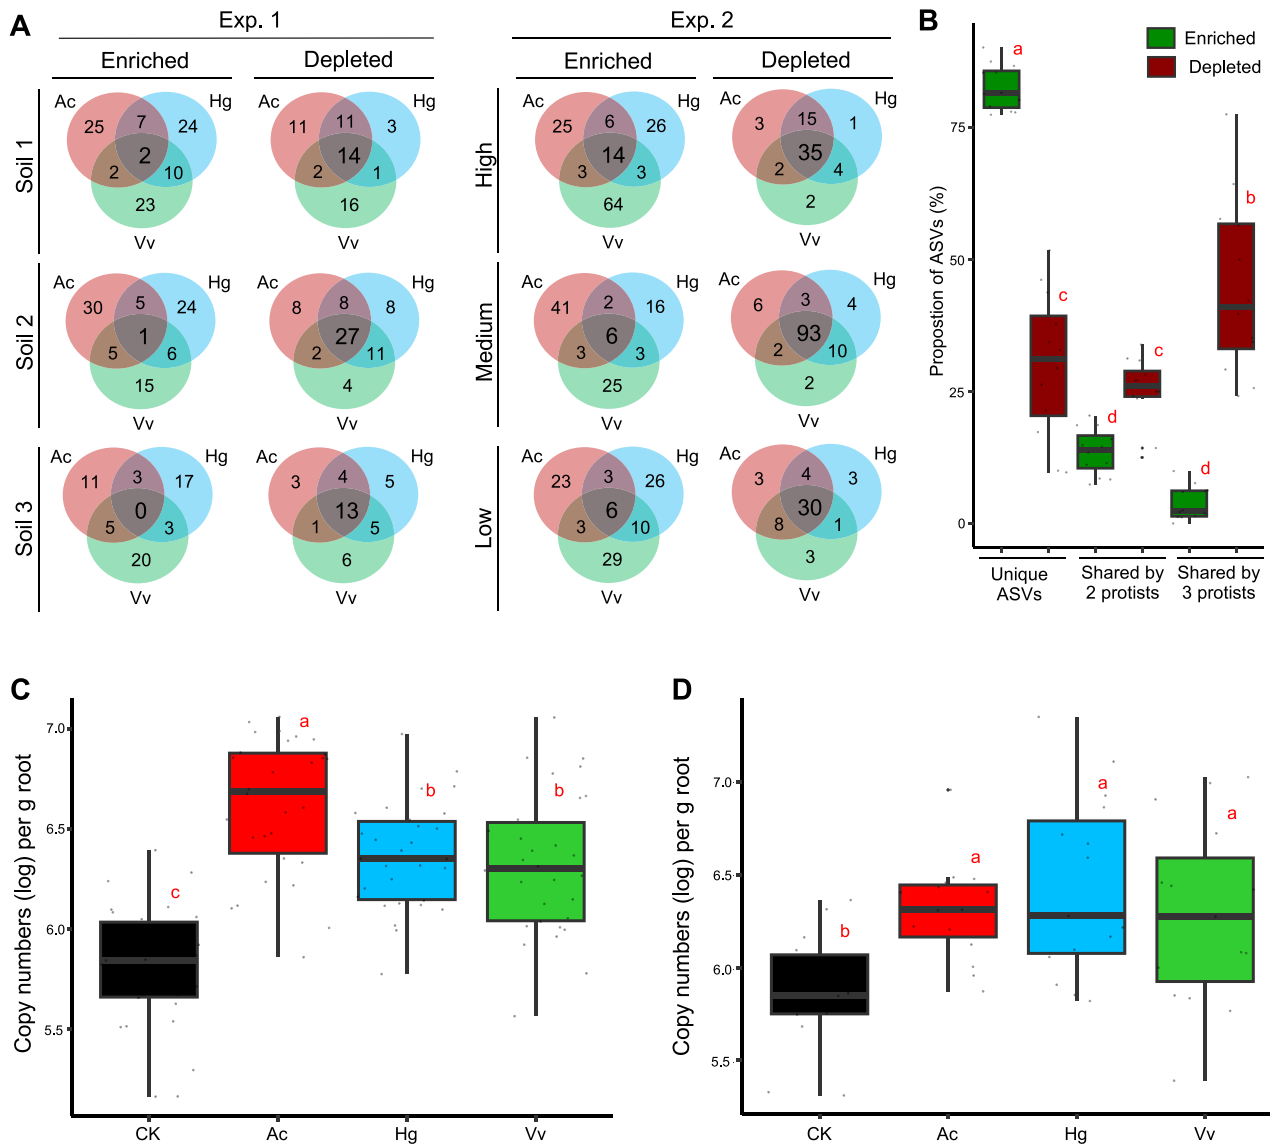 A
Exp. 1
Exp. 2
Enriched
Depleted
Enriched
Depleted
Soil 1
Ac
Hg
25
7
24
2
2
10
23
Vv
Ac
Hg
11
11
3
14
2
1
16
Vv
High
Ac
Hg
25
6
26
14
3
3
64
Vv
Ac
Hg
3
15
1
35
2
4
2
Vv
Soil 2
Ac
Hg
30
5
24
1
5
6
15
Vv
Ac
Hg
8
8
8
27
2
11
4
Vv
Medium
Ac
Hg
41
2
16
6
3
3
25
Vv
Ac
Hg
6
3
4
93
2
10
2
Vv
Soil 3
Ac
Hg
11
3
17
0
5
3
20
Vv
Ac
Hg
3
4
5
13
1
5
6
Vv
Low
Ac
Hg
23
3
26
6
3
10
29
Vv
Ac
Hg
3
4
3
30
8
1
3
Vv
B
Enriched
Depleted
Propostion of ASVs (%)
75
50
25
0
a
c
d
c
d
b
Unique
ASVs
Shared by
2 protists
Shared by
3 protists
C
Copy numbers (log) per g root
7.0
6.5
6.0
5.5
c
a
b
b
CK
Ac
Hg
Vv
D
Copy numbers (log) per g root
7.0
6.5
6.0
5.5
b
a
a
a
CK
Ac
Hg
Vv